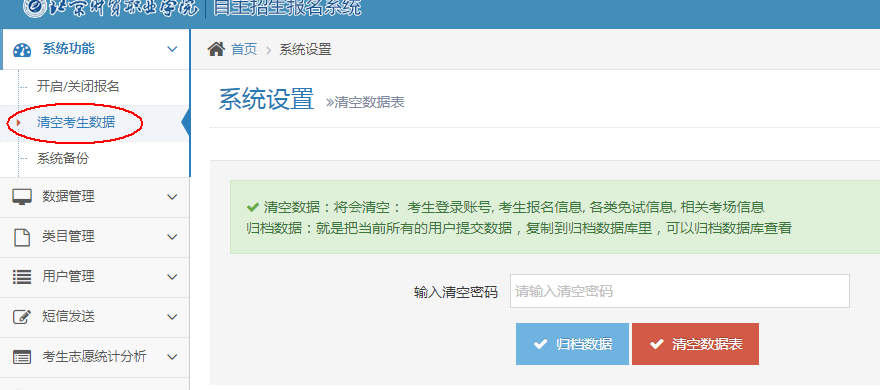 北京体育职业学院 自主招生报名系统
系统功能
开启/关闭报名
清空考生数据
系统备份
数据管理
类目管理
用户管理
短信发送
考生志愿统计分析
首页 > 系统设置
系统设置 »清空数据表
清空数据：将会清空： 考生登录账号, 考生报名信息, 各类免试信息, 相关考场信息
归档数据：就是把当前所有的用户提交数据，复制到归档数据库里，可以归档数据库查看
输入清空密码 请输入清空密码
归档数据 清空数据表